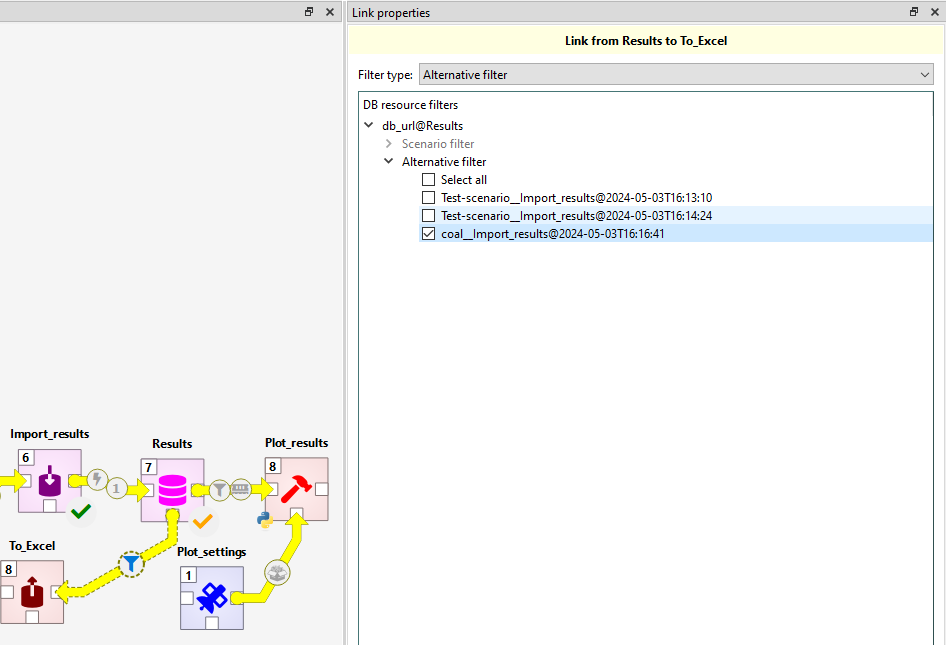 Link properties
Link from Results to To_Excel
Filter type: Alternative filter
DB resource filters
db_url@Results
Scenario filter
Alternative filter
Select all
Test-scenario__Import_results@2024-05-03T16:13:10
Test-scenario__Import_results@2024-05-03T16:14:24
coal__Import_results@2024-05-03T16:16:41
Import_results
6
1
Results
7
Plot_results
8
To_Excel
8
Plot_settings
1